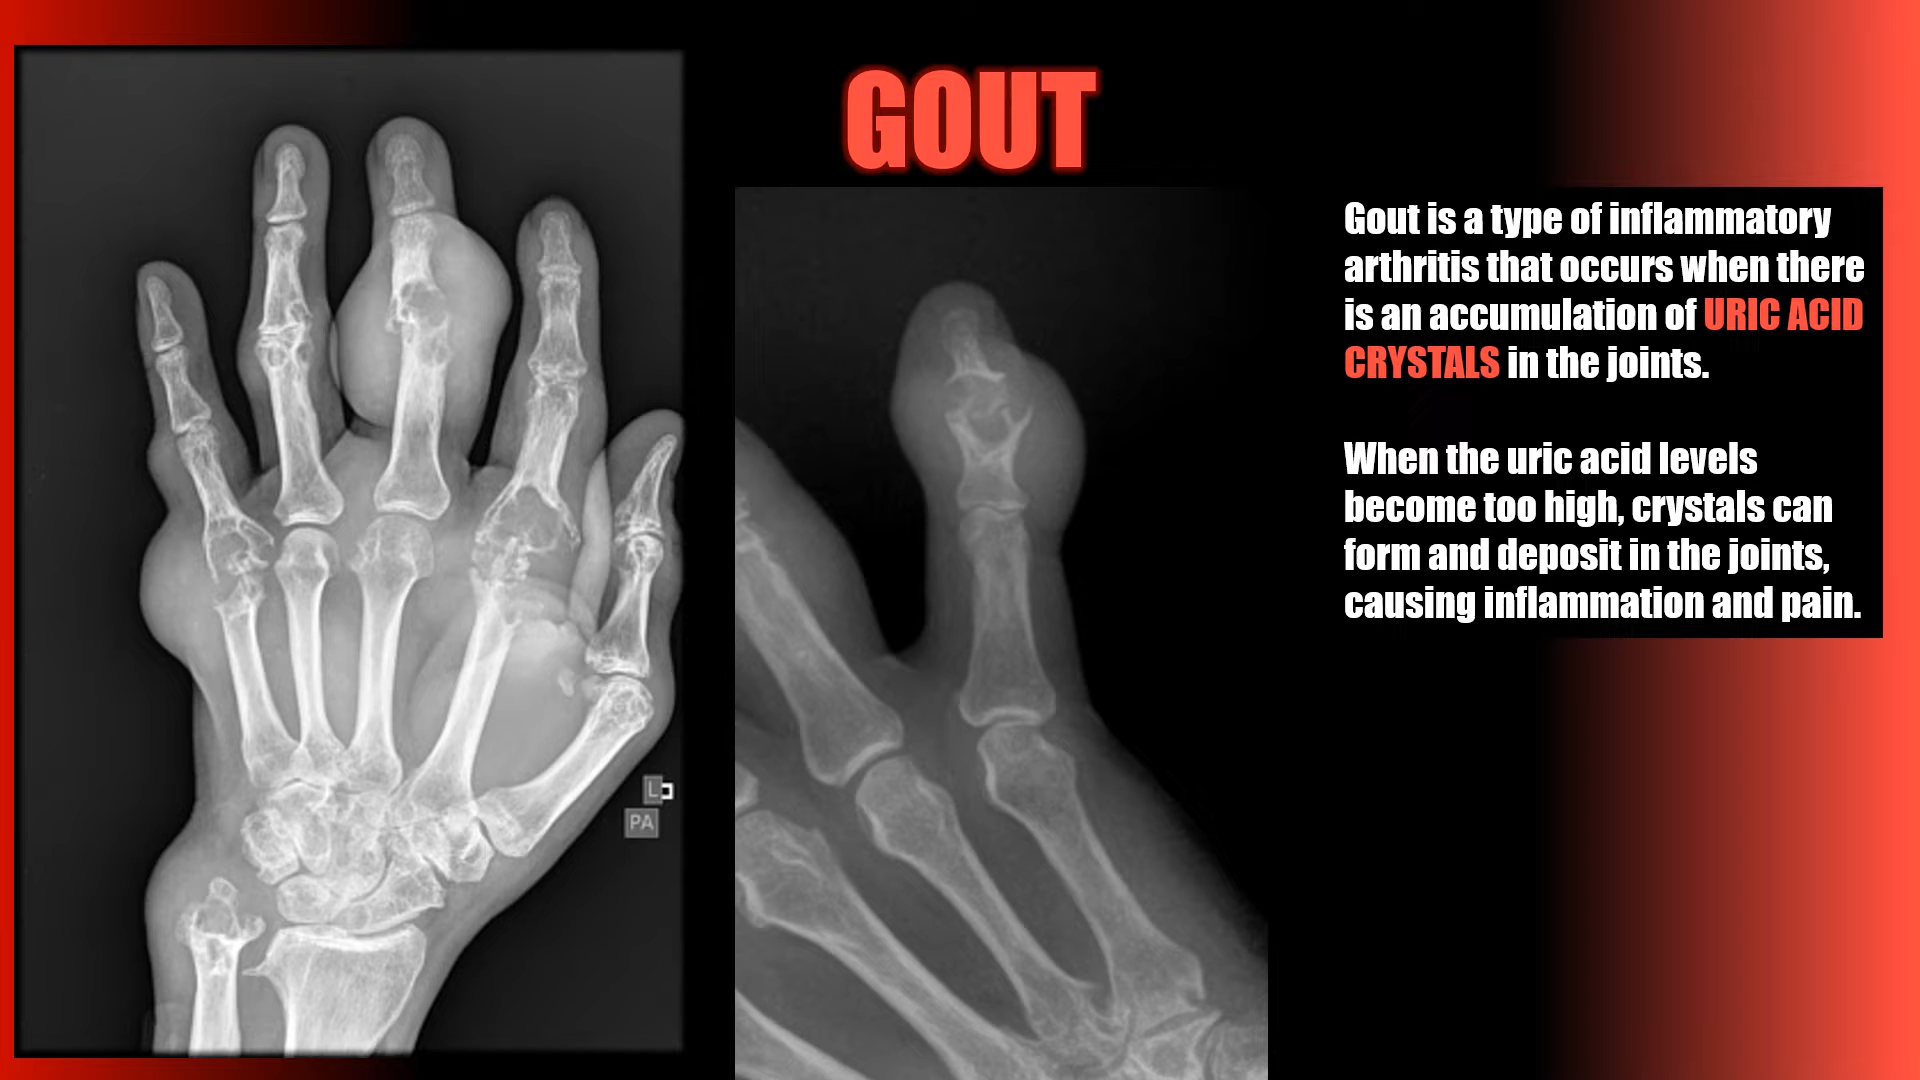 GOUT
Gout is a type of inflammatory
arthritis that occurs when there
is an accumulation of URIC ACID
CRYSTALS in the joints.
When the uric acid levels
become too high, crystals can
form and deposit in the joints,
causing inflammation and pain.
L
PA